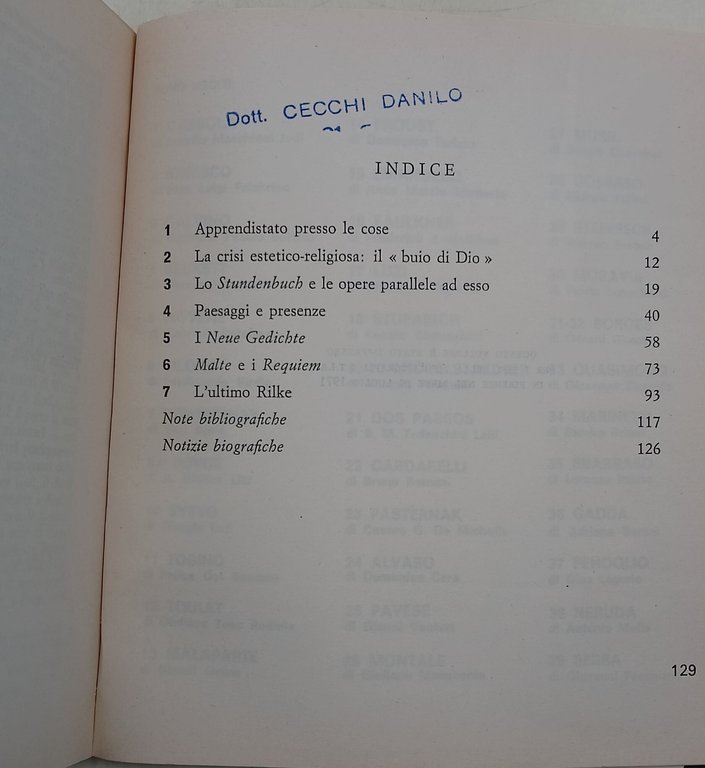 Dott. CECCHI DANILO
INDICE
1 Apprendistato presso le cose 4
2 La crisi estetico-religiosa: il « buio di Dio » 12
3 Lo Stundenbuch e le opere parallele ad esso 19
4 Paesaggi e presenze 40
5 I Neue Gedichte 58
6 Malte e i Requiem 73
7 L'ultimo Rilke 93
Note bibliografiche 117
Notizie biografiche 126
129